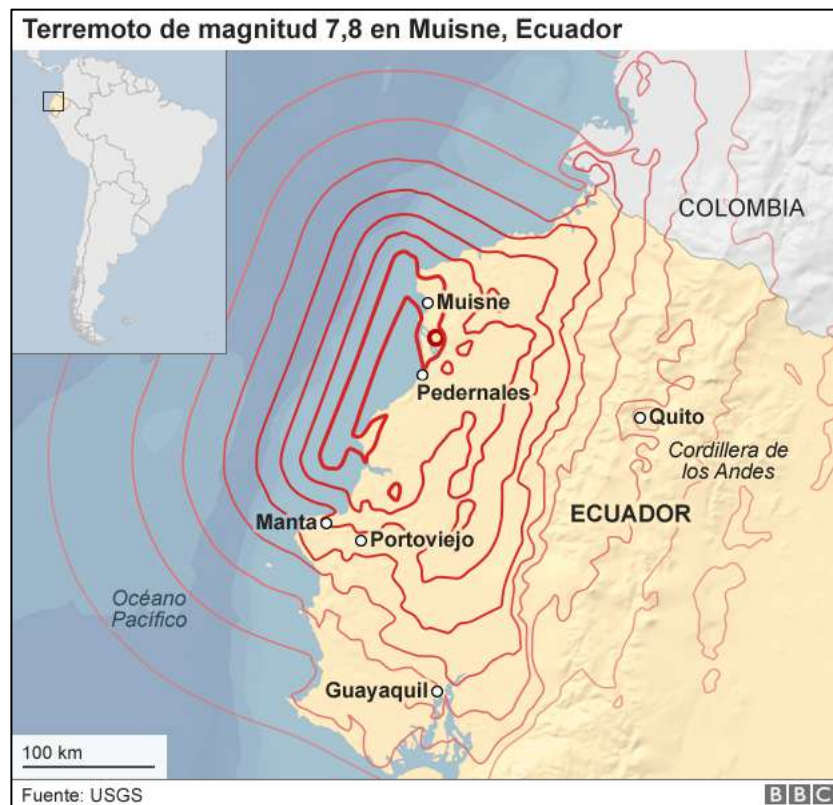 Terremoto de magnitud 7,8 en Muisne, Ecuador
COLOMBIA
Muisne
Pedernales
Quito
Cordillera de
los Andes
Manta
ECUADOR
Portoviejo
Océano
Pacífico
Guayaquil
100 km
Fuente: USGS
BBC